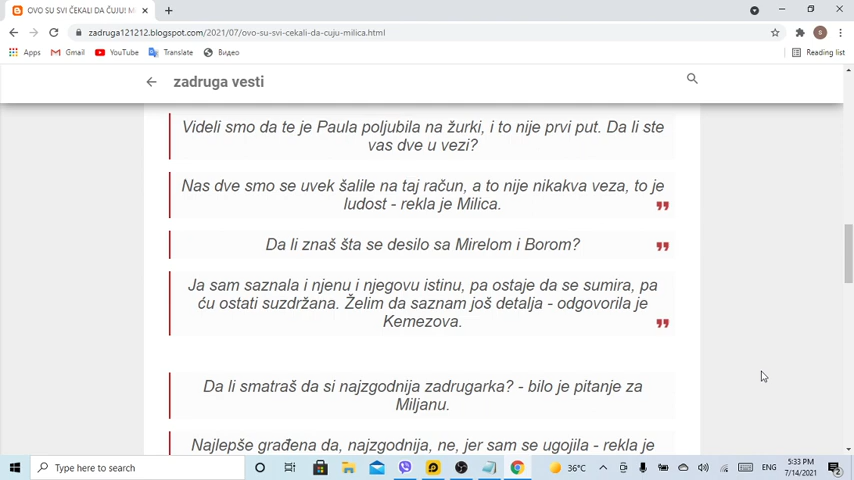 OVO SU SVI ČEKALI DA ČUJU! MILIC
zadruga121212.blogspot.com/2021/07/ovo-su-svi-cekali-da-cuju-milica.html
Apps Gmail YouTube Translate Видео Reading list
zadruga vesti
Videli smo da te je Paula poljubila na žurki, i to nije prvi put. Da li ste
vas dve u vezi?
Nas dve smo se uvek šalile na taj račun, a to nije nikakva veza, to je
ludost - rekla je Milica.
Da li znaš šta se desilo sa Mirelom i Borom?
Ja sam saznala i njenu i njegovu istinu, pa ostaje da se sumira, pa
ću ostati suzdržana. Želim da saznam još detalja - odgovorila je
Kemezova.
Da li smatraš da si najzgodnija zadrugarka? - bilo je pitanje za
Miljanu.
Najlepše građena da, najzgodnija, ne, jer sam se ugojila - rekla je
Type here to search
36°C
ENG
5:33 PM
7/14/2021
2